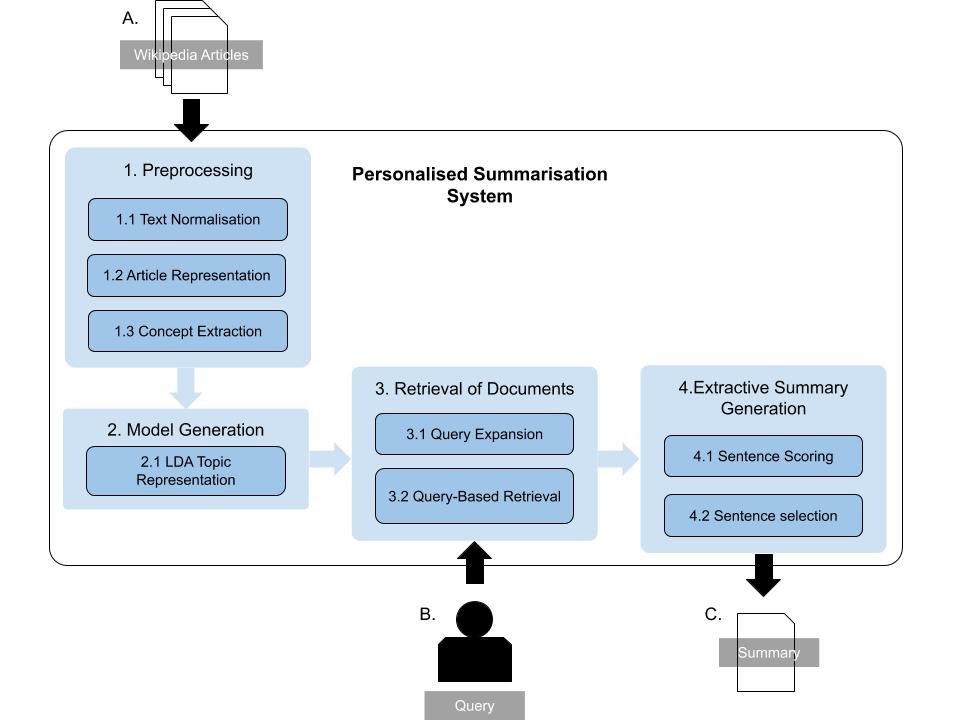 A.
Wikipedia Articles
Personalised Summarisation
System
1. Preprocessing
1.1 Text Normalisation
1.2 Article Representation
1.3 Concept Extraction
2. Model Generation
2.1 LDA Topic
Representation
3. Retrieval of Documents
3.1 Query Expansion
3.2 Query-Based Retrieval
4.Extractive Summary
Generation
4.1 Sentence Scoring
4.2 Sentence selection
B.
Query
C.
Summary